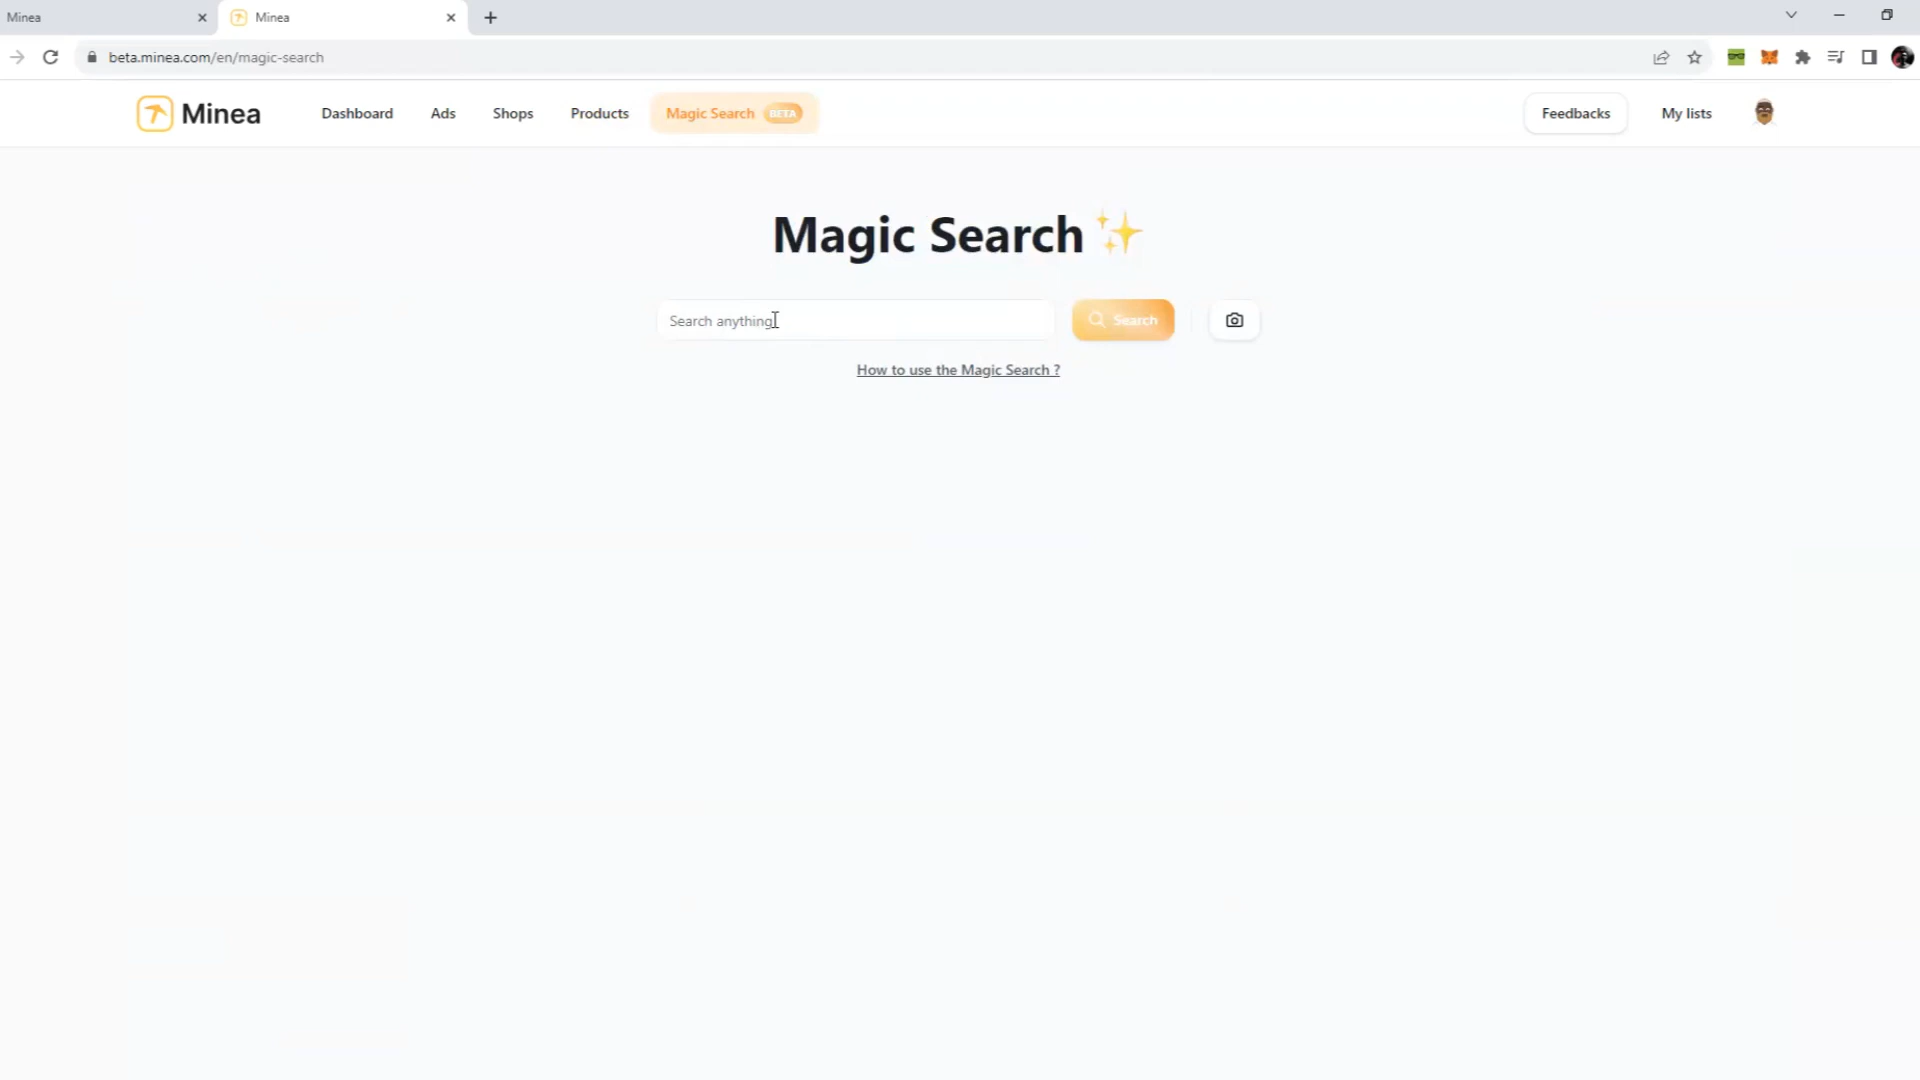 Minea
Minea
beta.minea.com/en/magic-search
Minea
Dashboard
Ads
Shops
Products
Magic Search BETA
Feedbacks
My lists
Magic Search
Search anything
Search
How to use the Magic Search ?